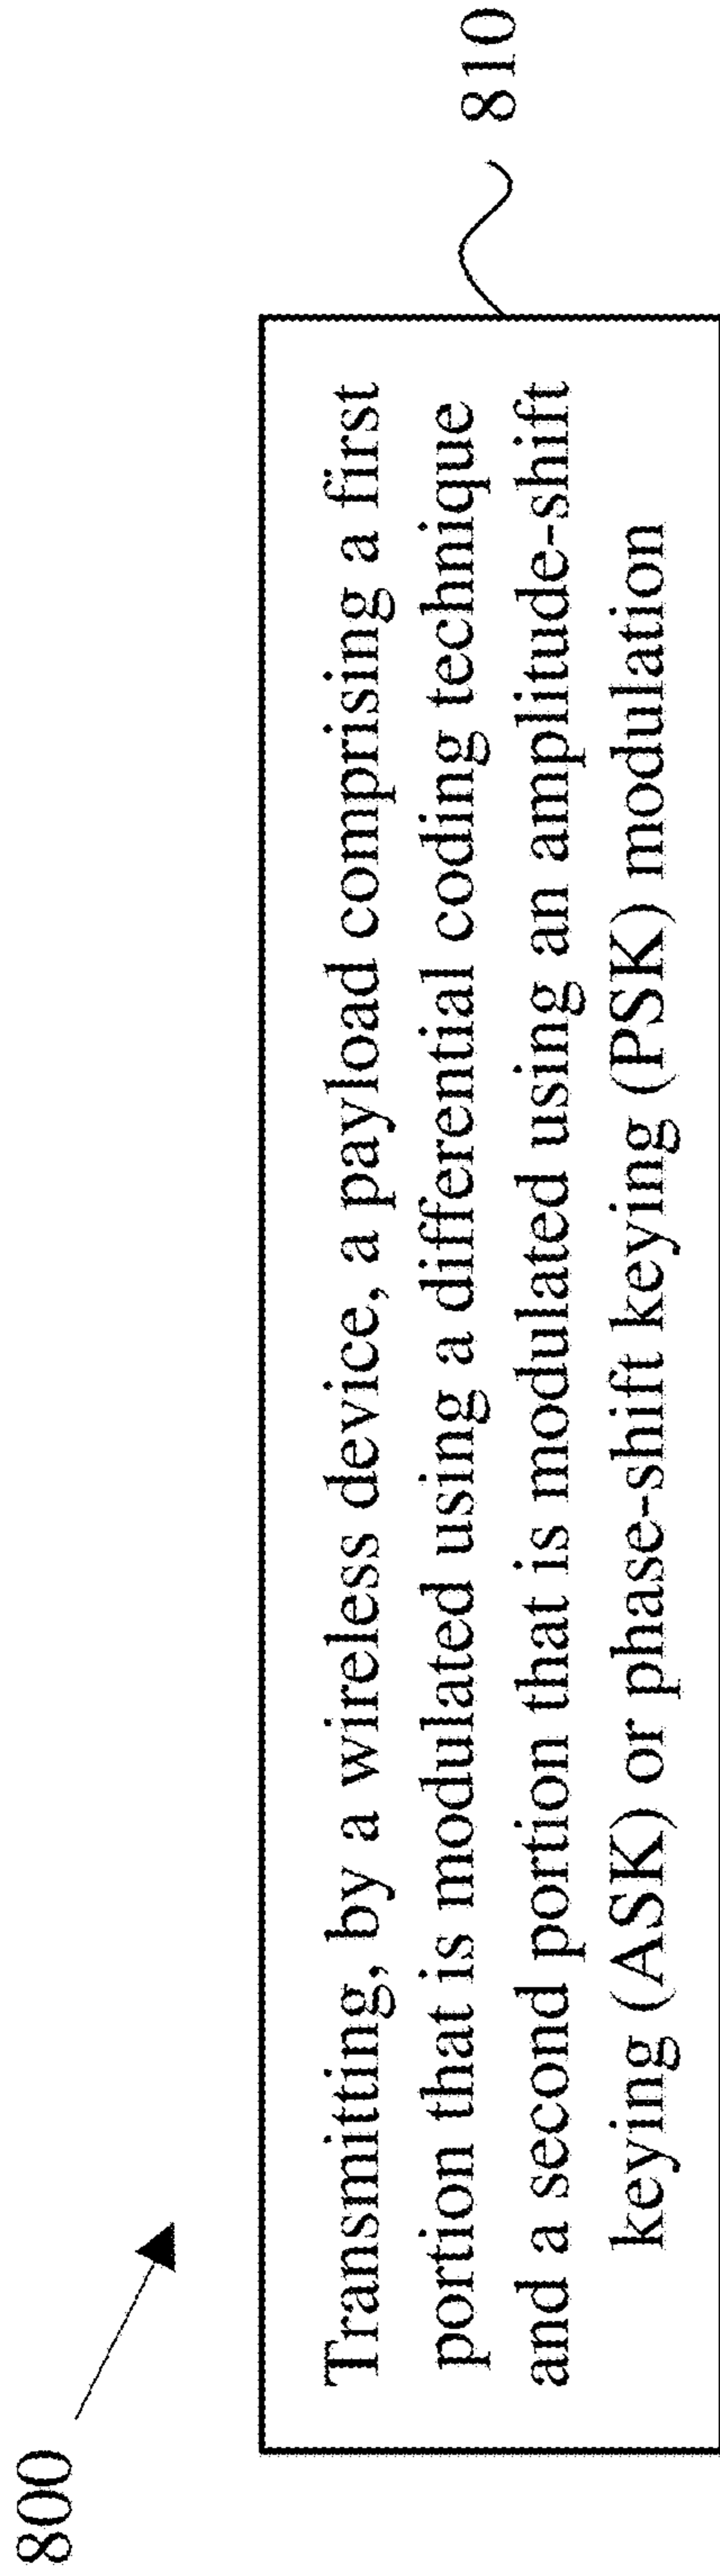 800
Transmitting, by a wireless device, a payload comprising a first
portion that is modulated using a differential coding technique
and a second portion that is modulated using an amplitude-shift
keying (ASK) or phase-shift keying (PSK) modulation
810